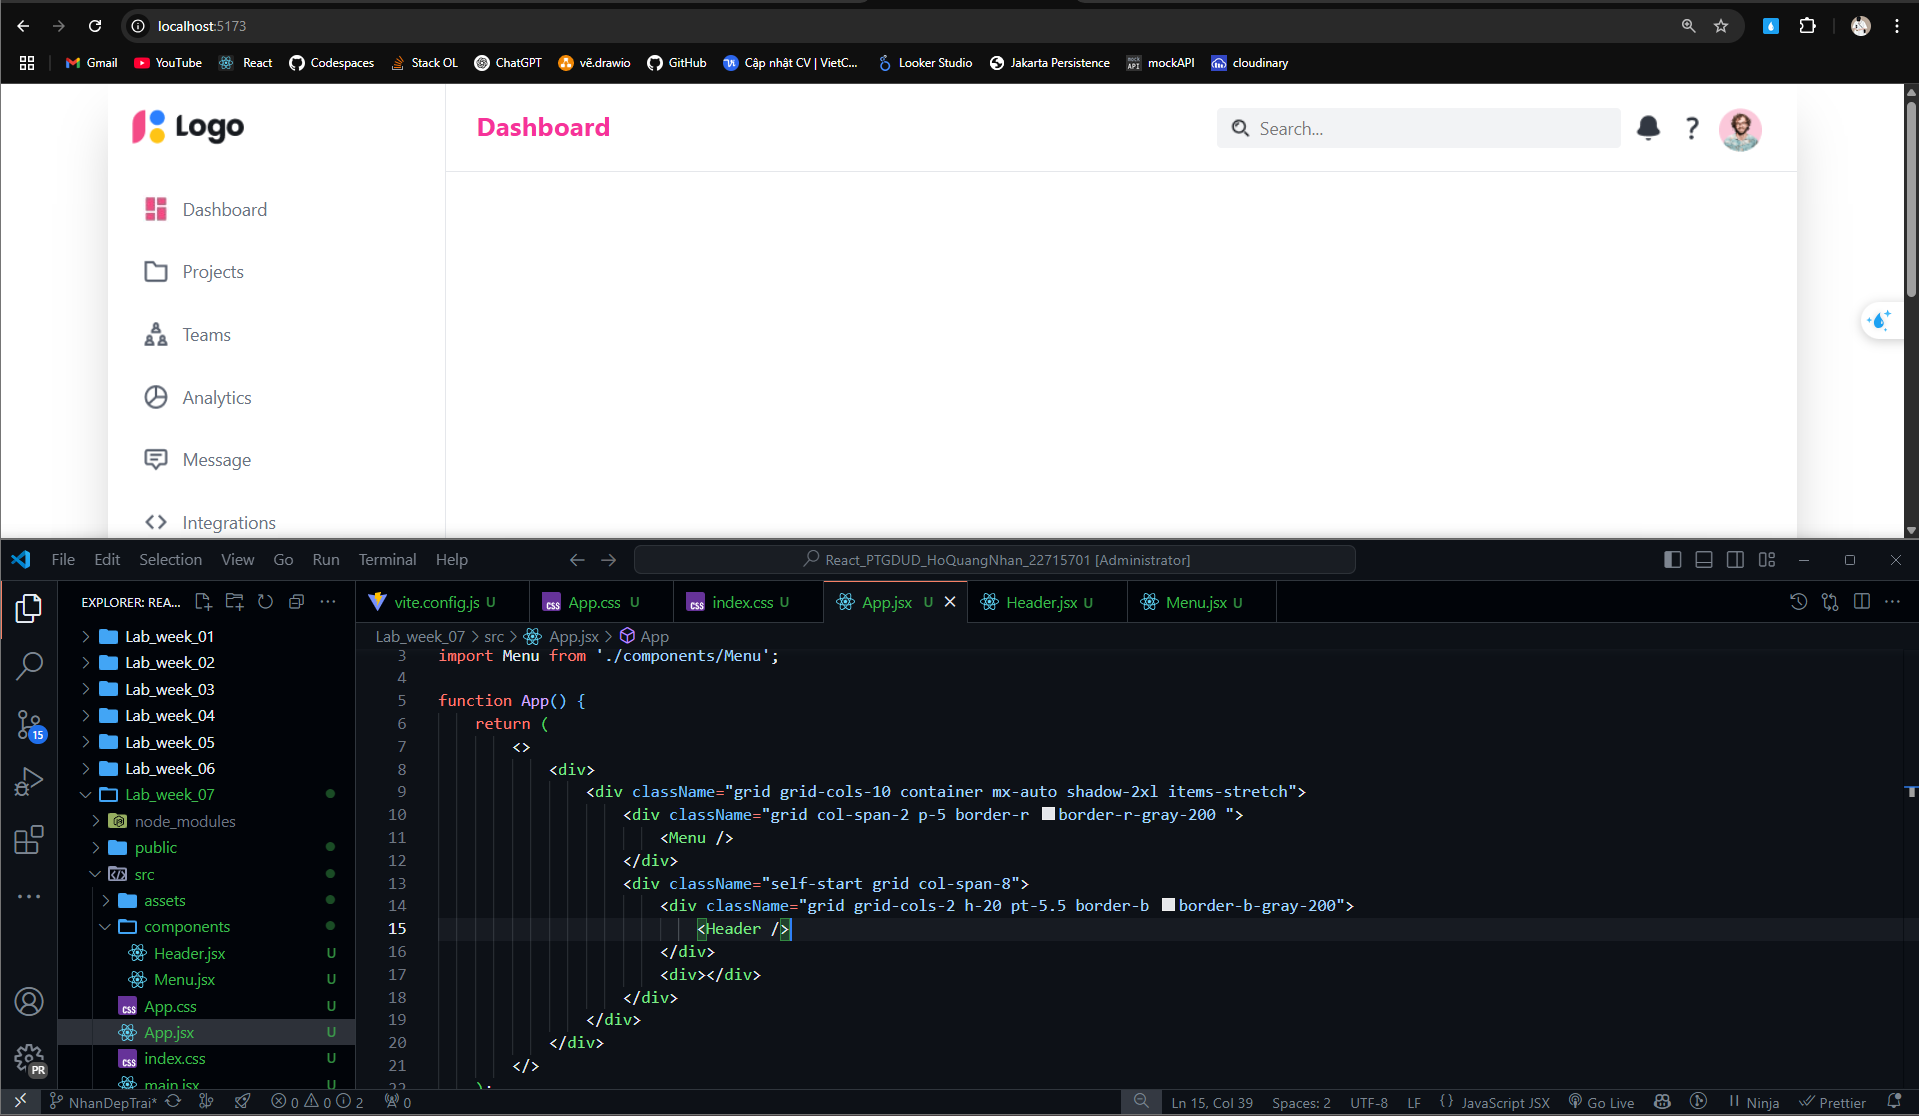 localhost:5173
Gmail YouTube React Codespaces Stack OL ChatGPT vẽ.drawio GitHub Cập nhật CV | VietC... Looker Studio Jakarta Persistence mockAPI cloudinary
Logo
Dashboard
Search...
?
Dashboard
Projects
Teams
Analytics
Message
Integrations
File Edit Selection View Go Run Terminal Help
React_PTGDUD_HoQuangNhan_22715701 [Administrator]
EXPLORER: REA...
Lab_week_01
Lab_week_02
Lab_week_03
Lab_week_04
Lab_week_05
Lab_week_06
Lab_week_07
node_modules
public
src
assets
components
Header.jsx U
Menu.jsx U
App.css U
App.jsx U
index.css U
main.jsx U
15
PR
vite.config.js U App.css U index.css U App.jsx U Header.jsx U Menu.jsx U
Lab_week_07 > src > App.jsx > App
3 import Menu from './components/Menu';
4
5 function App() {
6 return (
7 <>
8 <div>
9 <div className="grid grid-cols-10 container mx-auto shadow-2xl items-stretch">
10 <div className="grid col-span-2 p-5 border-r border-r-gray-200 ">
11 <Menu />
12 </div>
13 <div className="self-start grid col-span-8">
14 <div className="grid grid-cols-2 h-20 pt-5.5 border-b border-b-gray-200">
15 <Header />
16 </div>
17 <div></div>
18 </div>
19 </div>
20 </div>
21 </>
22 );
NhanDepTrai* 0 0 2 0 Ln 15, Col 39 Spaces: 2 UTF-8 LF {} JavaScript JSX Go Live Ninja Prettier